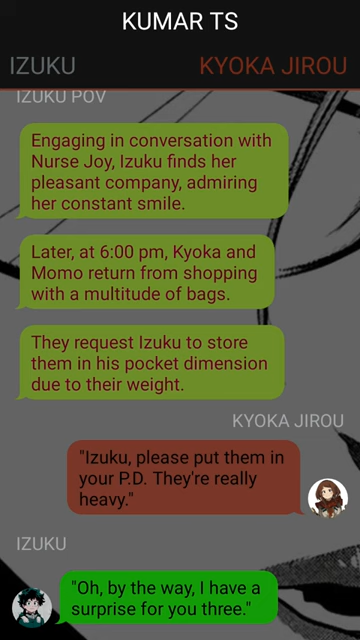 KUMAR TS
IZUKU
KYOKA JIROU
IZUKU POV
Engaging in conversation with
Nurse Joy, Izuku finds her
pleasant company, admiring
her constant smile.
Later, at 6:00 pm, Kyoka and
Momo return from shopping
with a multitude of bags.
They request Izuku to store
them in his pocket dimension
due to their weight.
KYOKA JIROU
"Izuku, please put them in
your P.D. They're really
heavy."
IZUKU
"Oh, by the way, I have a
surprise for you three."